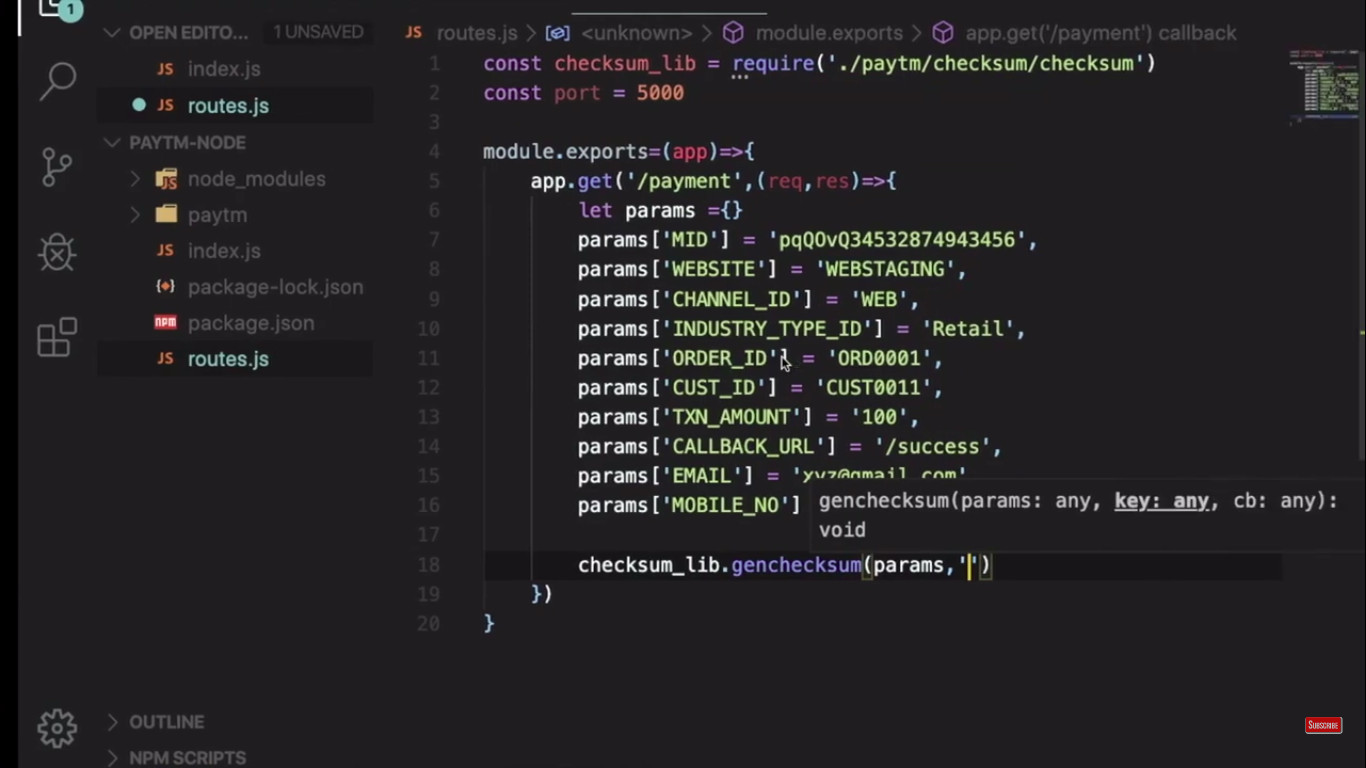 1
OPEN EDITO... 1 UNSAVED
JS index.js
JS routes.js
PAYTM-NODE
JS node_modules
paytm
JS index.js
package-lock.json
npm package.json
JS routes.js
OUTLINE
NPM SCRIPTS
JS routes.js > <unknown> > module.exports > app.get('/payment') callback
1 const checksum_lib = require('./paytm/checksum/checksum')
2 const port = 5000
3
4 module.exports=(app)=>{
5 app.get('/payment',(req,res)=>{
6 let params ={}
7 params['MID'] = 'pqQOvQ34532874943456',
8 params['WEBSITE'] = 'WEBSTAGING',
9 params['CHANNEL_ID'] = 'WEB',
10 params['INDUSTRY_TYPE_ID'] = 'Retail',
11 params['ORDER_ID'] = 'ORD0001',
12 params['CUST_ID'] = 'CUST0011',
13 params['TXN_AMOUNT'] = '100',
14 params['CALLBACK_URL'] = '/success',
15 params['EMAIL'] = 'xyz@gmail.com'
16 params['MOBILE_NO']
genchecksum(params: any, key: any, cb: any):
void
17
18 checksum_lib.genchecksum(params,'')
19 })
20 }
SUBSCRIBE